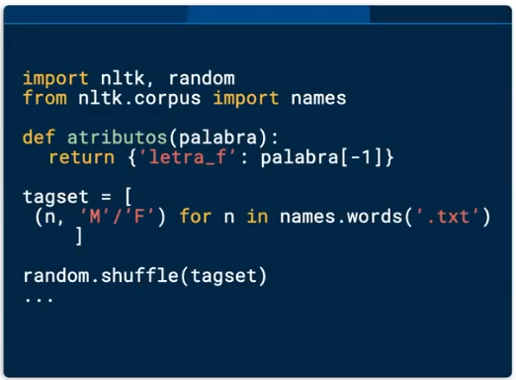 import nltk, random
from nltk.corpus import names
def atributos(palabra):
return {‘letra_f’: palabra[-1]}
tagset = [
(n, ‘M’/‘F’) for n in names.words(‘.txt’)
]
random.shuffle(tagset)
...